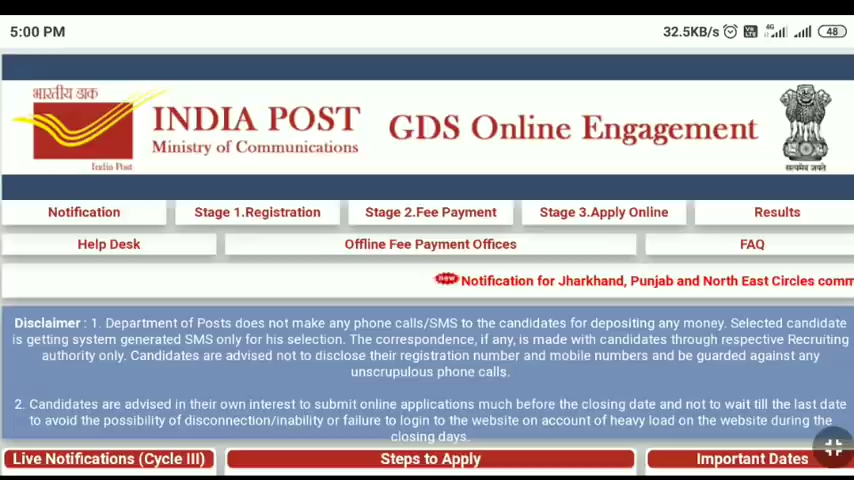 5:00 PM
32.5KB/s 4G 48
भारतीय डाक
India Post
INDIA POST
Ministry of Communications
GDS Online Engagement
सत्यमेव जयते
Notification
Stage 1.Registration
Stage 2.Fee Payment
Stage 3.Apply Online
Results
Help Desk
Offline Fee Payment Offices
FAQ
new Notification for Jharkhand, Punjab and North East Circles comm
Disclaimer : 1. Department of Posts does not make any phone calls/SMS to the candidates for depositing any money. Selected candidate
is getting system generated SMS only for his selection. The correspondence, if any, is made with candidates through respective Recruiting
authority only. Candidates are advised not to disclose their registration number and mobile numbers and be guarded against any
unscrupulous phone calls.
2. Candidates are advised in their own interest to submit online applications much before the closing date and not to wait till the last date
to avoid the possibility of disconnection/inability or failure to login to the website on account of heavy load on the website during the
closing days.
Live Notifications (Cycle III)
Steps to Apply
Important Dates